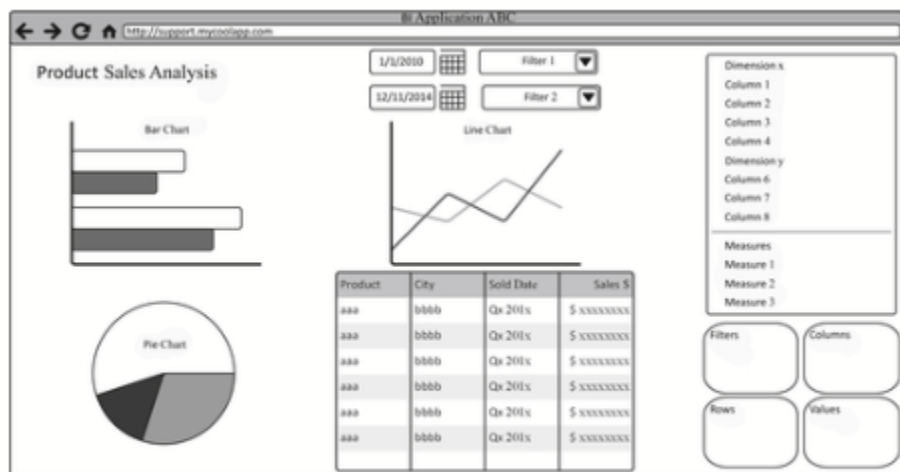 Bi Application ABC
http://support.mycoolapp.com
Product Sales Analysis
1/1/2010
Filter 1
12/11/2014
Filter 2
Bar Chart
Line Chart
Pie Chart
Product City Sold Date Sales $
aaa bbbb Qx 201x $ xxxxxxxx
aaa bbbb Qx 201x $ xxxxxxxx
aaa bbbb Qx 201x $ xxxxxxxx
aaa bbbb Qx 201x $ xxxxxxxx
aaa bbbb Qx 201x $ xxxxxxxx
aaa bbbb Qx 201x $ xxxxxxxx
Dimension x
Column 1
Column 2
Column 3
Column 4
Dimension y
Column 6
Column 7
Column 8
Measures
Measure 1
Measure 2
Measure 3
Filters
Columns
Rows
Values